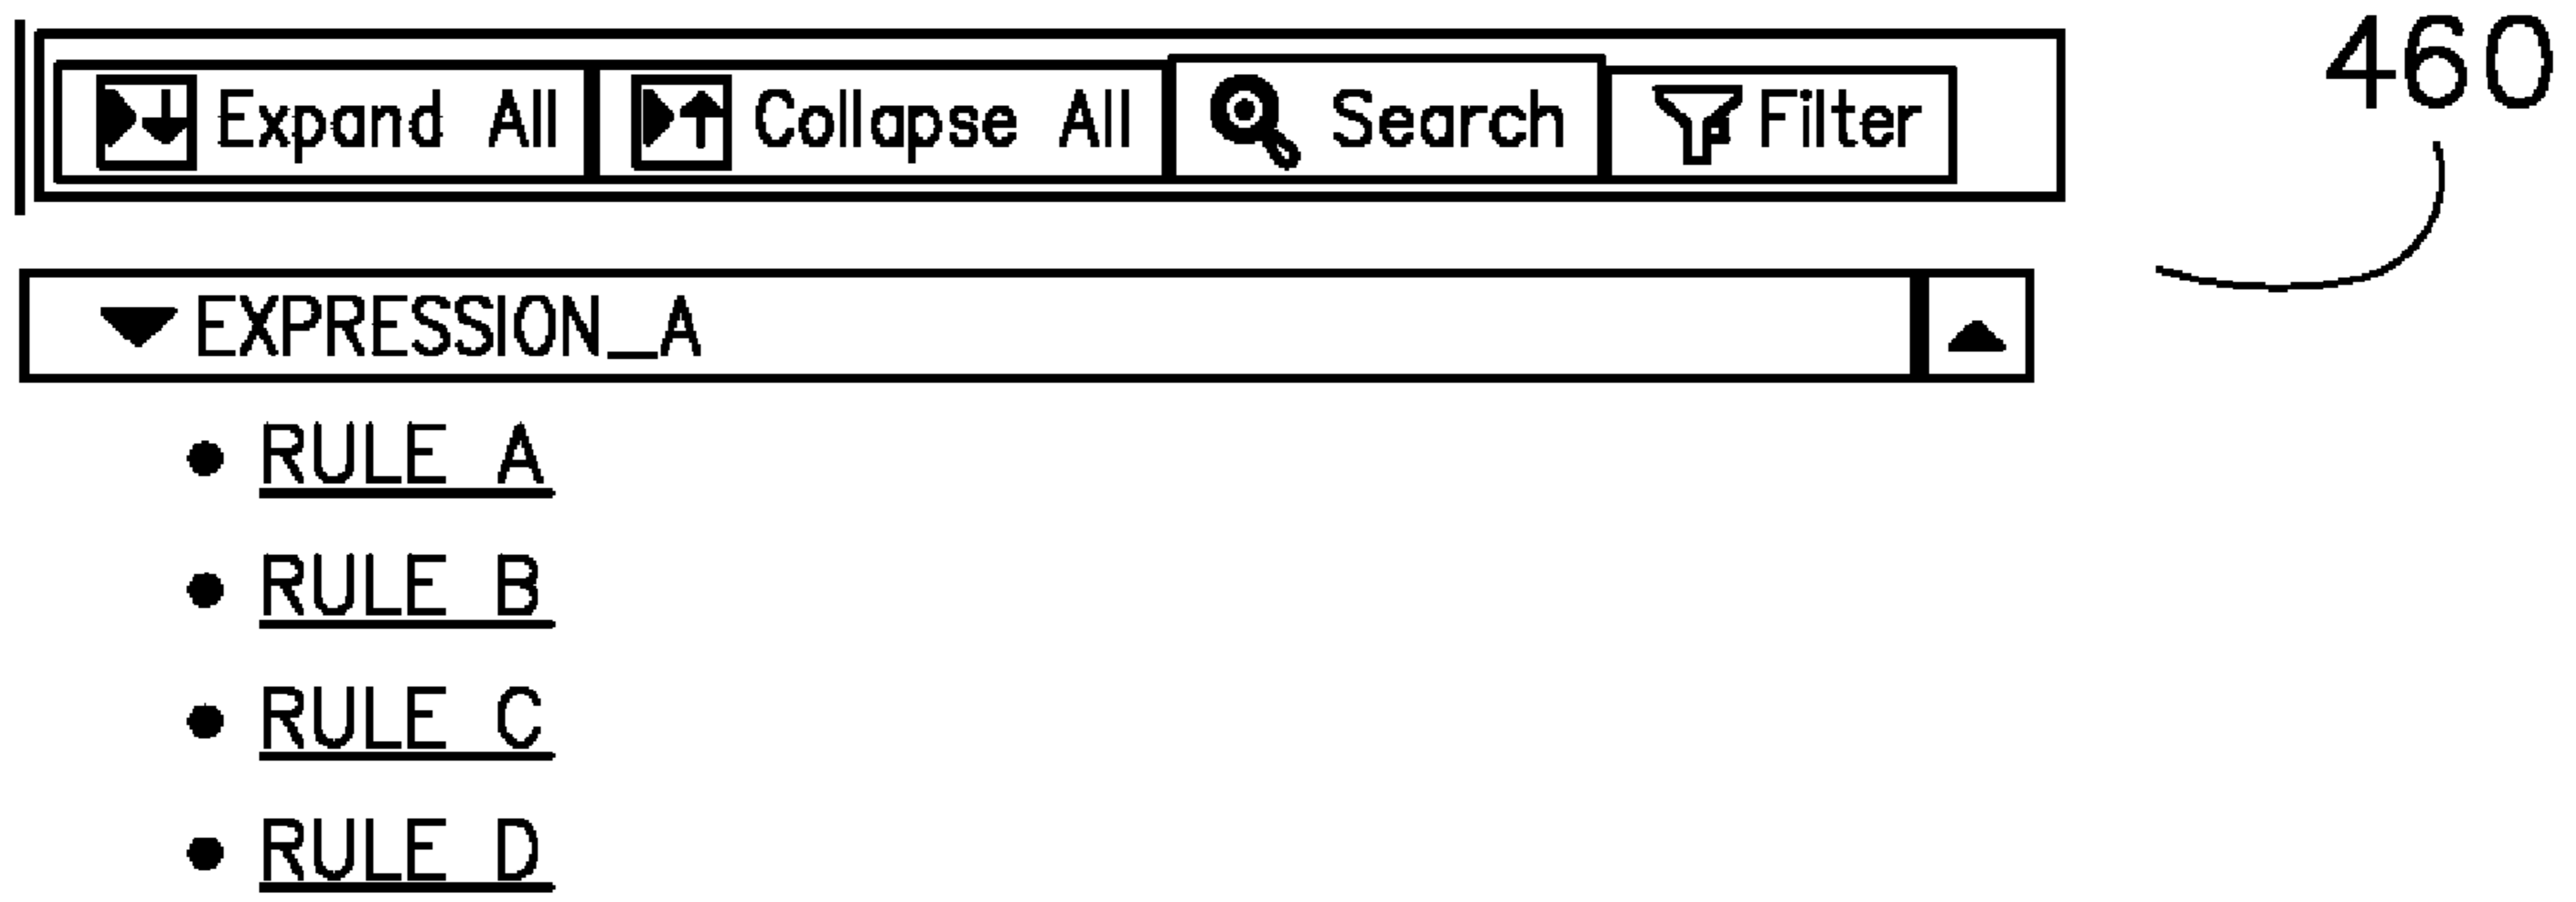 Expand All Collapse All Search Filter 460
EXPRESSION_A
RULE A
RULE B
RULE C
RULE D